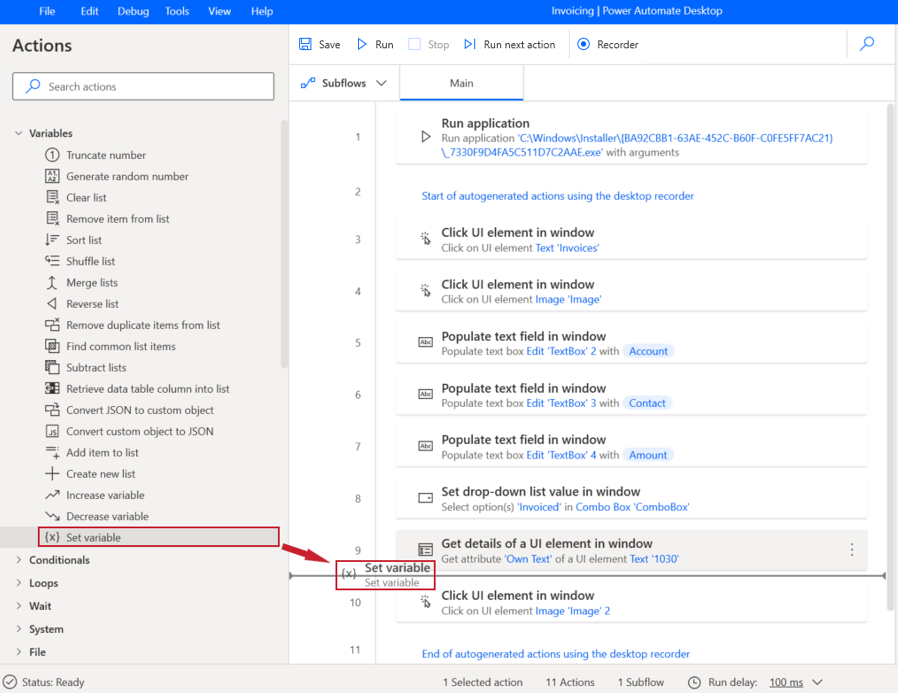 File Edit Debug Tools View Help Invoicing | Power Automate Desktop
Actions
Search actions
Variables
Truncate number
Generate random number
Clear list
Remove item from list
Sort list
Shuffle list
Merge lists
Reverse list
Remove duplicate items from list
Find common list items
Subtract lists
Retrieve data table column into list
Convert JSON to custom object
Convert custom object to JSON
Add item to list
Create new list
Increase variable
Decrease variable
{x} Set variable
Conditionals
Loops
Wait
System
File
Save Run Stop Run next action Recorder
Subflows Main
1 Run application
Run application 'C:\Windows\Installer\{BA92CBB1-63AE-452C-B60F-C0FE5FF7AC21}
\_7330F9D4FA5C511D7C2AAE.exe' with arguments
2 Start of autogenerated actions using the desktop recorder
3 Click UI element in window
Click on UI element Text 'Invoices'
4 Click UI element in window
Click on UI element Image 'Image'
5 Abc Populate text field in window
Populate text box Edit 'TextBox' 2 with Account
6 Abc Populate text field in window
Populate text box Edit 'TextBox' 3 with Contact
7 Abc Populate text field in window
Populate text box Edit 'TextBox' 4 with Amount
8 Set drop-down list value in window
Select option(s) 'Invoiced' in Combo Box 'ComboBox'
9 Get details of a UI element in window
Get attribute 'Own Text' of a UI element Text '1030'
{x} Set variable
Set variable
10 Click UI element in window
Click on UI element Image 'Image' 2
11 End of autogenerated actions using the desktop recorder
Status: Ready 1 Selected action 11 Actions 1 Subflow Run delay: 100 ms